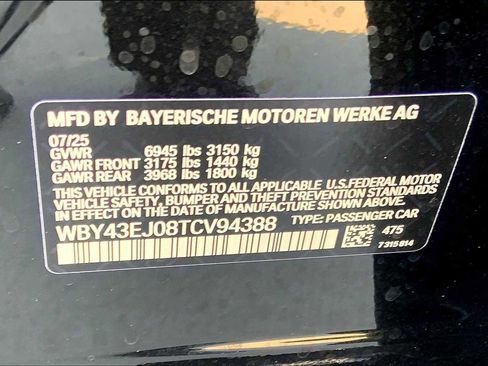 MFD BY BAYERISCHE MOTOREN WERKE AG
07/25
GVWR 6945 lbs 3150 kg
GAWR FRONT 3175 lbs 1440 kg
GAWR REAR 3968 lbs 1800 kg
THIS VEHICLE CONFORMS TO ALL APPLICABLE U.S.FEDERAL MOTOR
VEHICLE SAFETY, BUMPER AND THEFT PREVENTION STANDARDS
IN EFFECT ON THE DATE OF MANUFACTURE SHOWN ABOVE.
WBY43EJ08TCV94388 TYPE: PASSENGER CAR
475
7315814